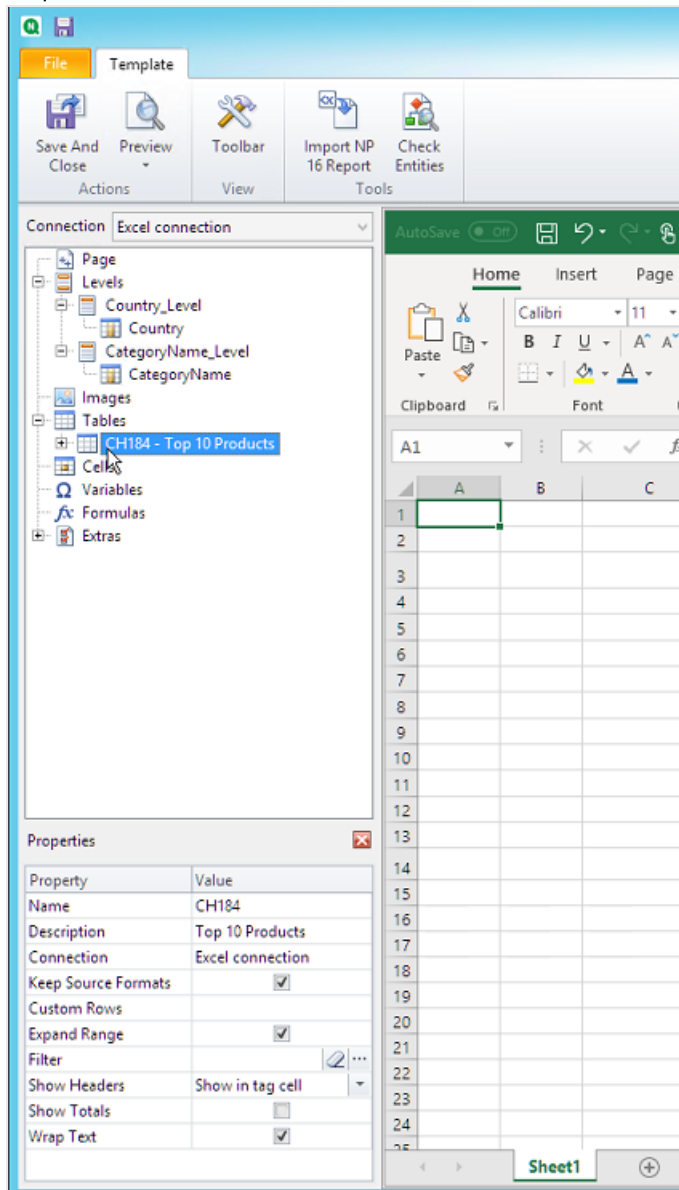 File Template
Save And Close
Preview
Toolbar
Import NP 16 Report
Check Entities
Actions View Tools
Connection Excel connection
Page
Levels
Country_Level
Country
CategoryName_Level
CategoryName
Images
Tables
CH184 - Top 10 Products
Cells
Variables
Formulas
Extras
Properties
Property Value
Name CH184
Description Top 10 Products
Connection Excel connection
Keep Source Formats
Custom Rows
Expand Range
Filter
Show Headers Show in tag cell
Show Totals
Wrap Text
AutoSave Off
Home Insert Page
Paste
Calibri 11
B I U A A
A
Clipboard Font
A1
A B C
1
2
3
4
5
6
7
8
9
10
11
12
13
14
15
16
17
18
19
20
21
22
23
24
Sheet1